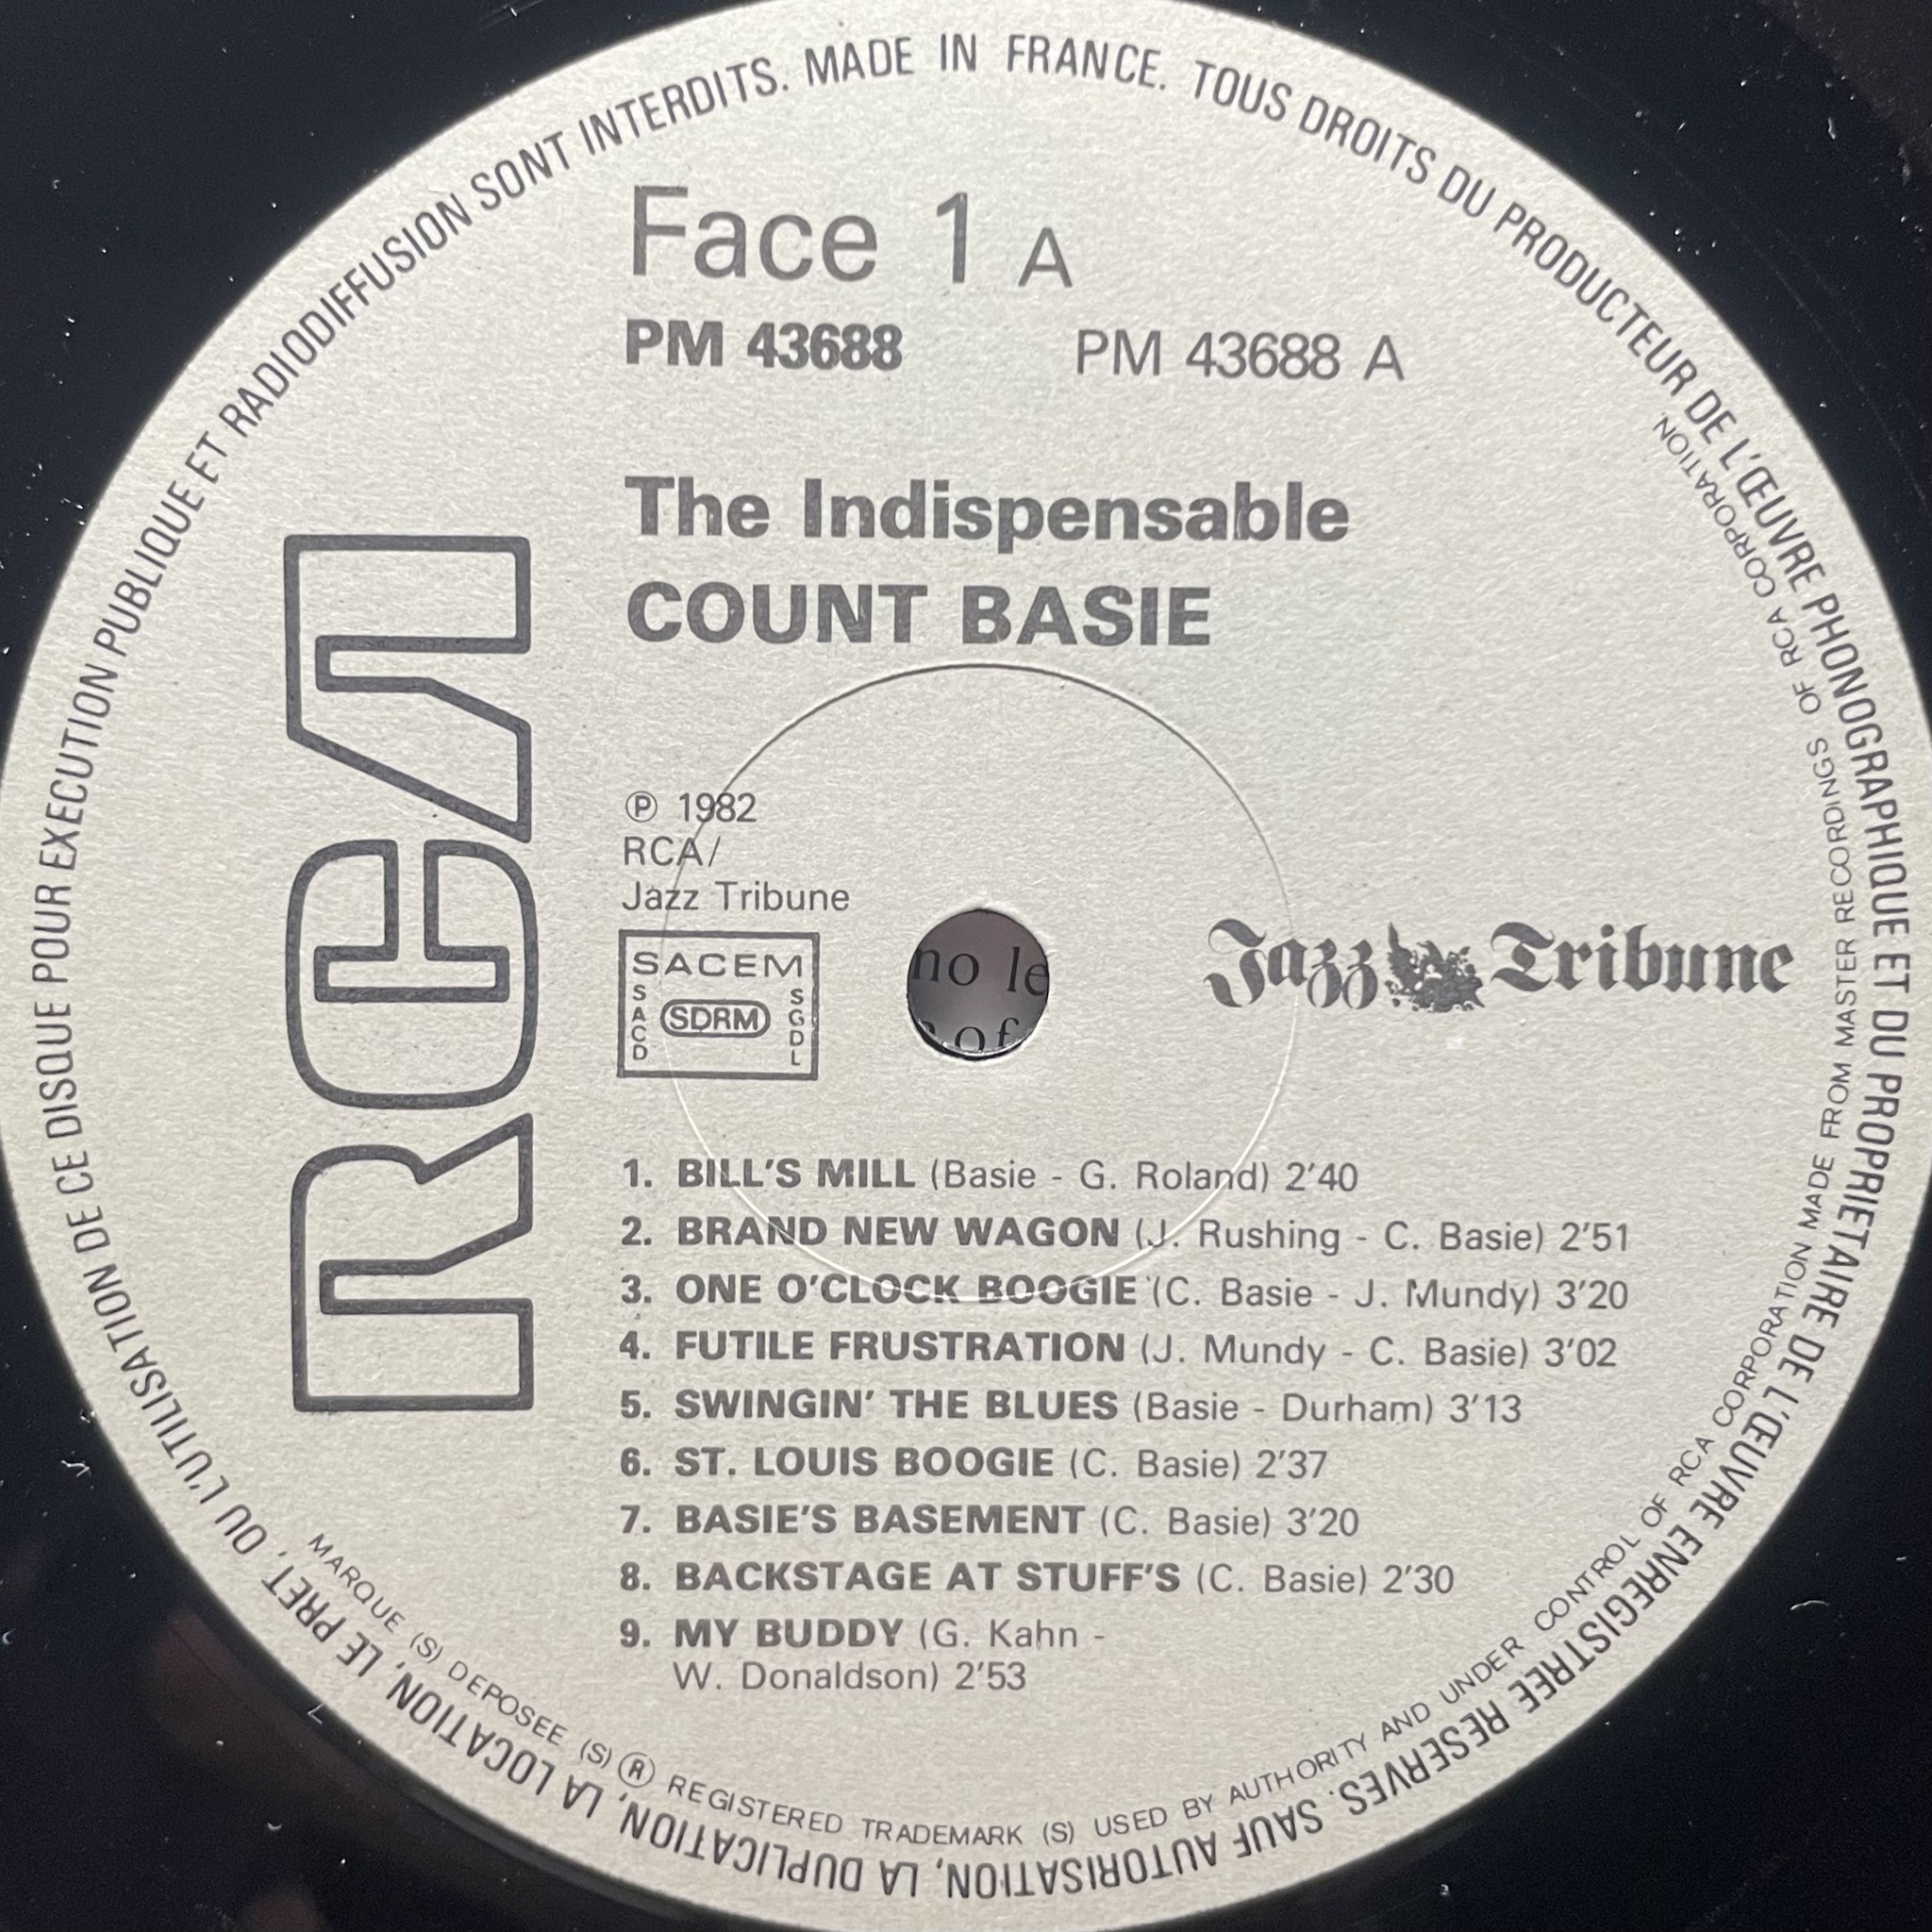 TOUS DROITS DU PRODUCTEUR DE L'ŒUVRE PHONOGRAPHIQUE ET DU PROPRIETAIRE DE L'ŒUVRE ENREGISTREE RESERVES. SAUF AUTORISATION, LA DUPLICATION, LA LOCATION, LE PRET, OU L'UTILISATION DE CE DISQUE POUR EXECUTION PUBLIQUE ET RADIODIFFUSION SONT INTERDITS. MADE IN FRANCE.
Face 1 A
PM 43688 PM 43688 A
The Indispensable
COUNT BASIE
RCA
℗ 1982
RCA/
Jazz Tribune
SACEM
SACD SDRM SGDL
no le
of
Jazz Tribune
1. BILL'S MILL (Basie - G. Roland) 2'40
2. BRAND NEW WAGON (J. Rushing - C. Basie) 2'51
3. ONE O'CLOCK BOOGIE (C. Basie - J. Mundy) 3'20
4. FUTILE FRUSTRATION (J. Mundy - C. Basie) 3'02
5. SWINGIN' THE BLUES (Basie - Durham) 3'13
6. ST. LOUIS BOOGIE (C. Basie) 2'37
7. BASIE'S BASEMENT (C. Basie) 3'20
8. BACKSTAGE AT STUFF'S (C. Basie) 2'30
9. MY BUDDY (G. Kahn -
W. Donaldson) 2'53
MARQUE (S) DEPOSEE (S) ® REGISTERED TRADEMARK (S) USED BY AUTHORITY AND UNDER CONTROL OF RCA CORPORATION MADE FROM MASTER RECORDINGS OF RCA CORPORATION